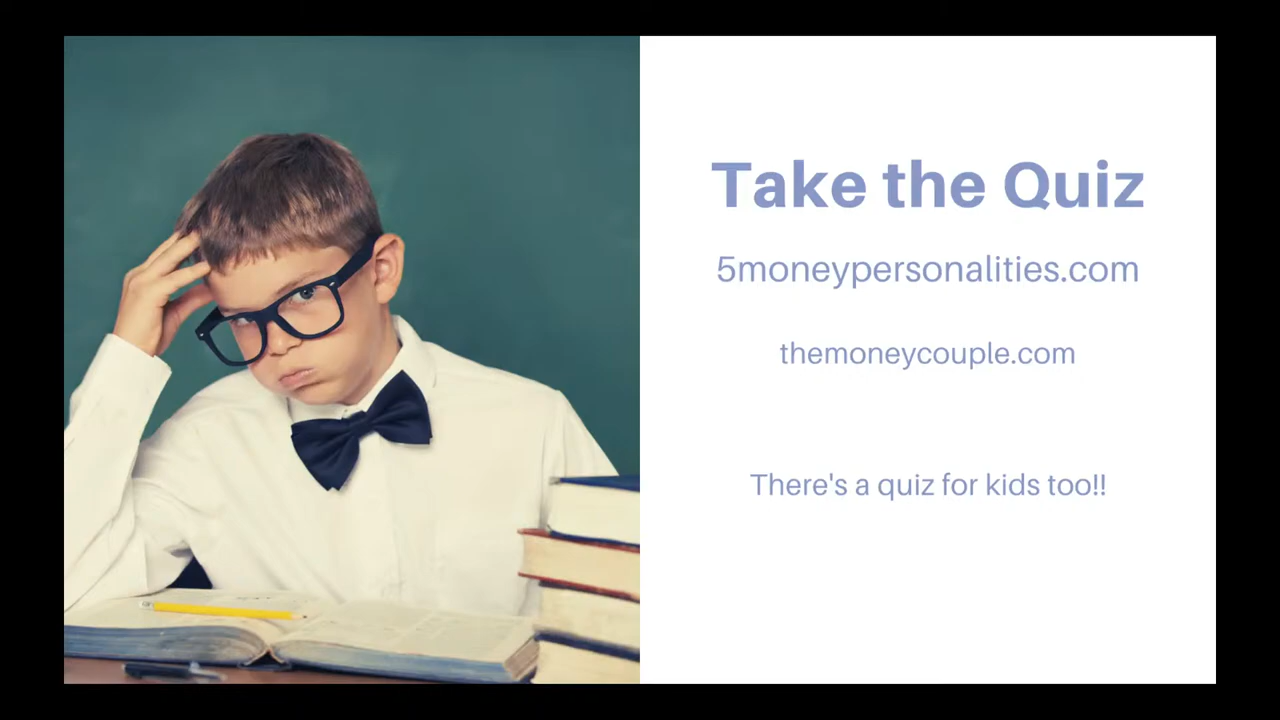 Take the Quiz
5moneypersonalities.com
themoneycouple.com
There's a quiz for kids too!!